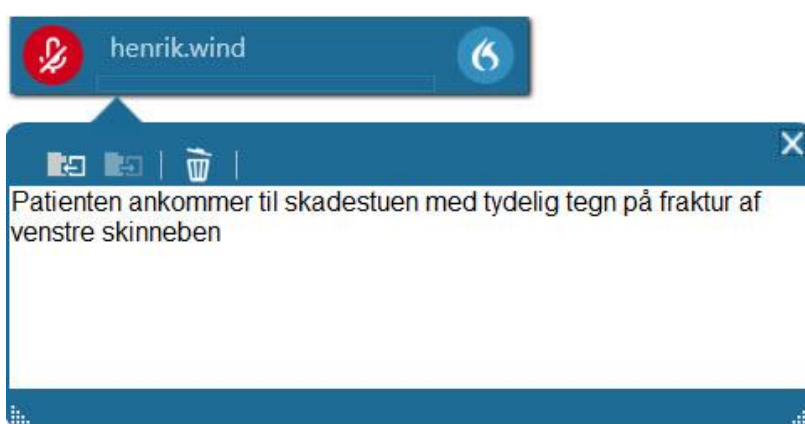 henrik.wind
Patienten ankommer til skadestuen med tydelig tegn på fraktur af
venstre skinneben